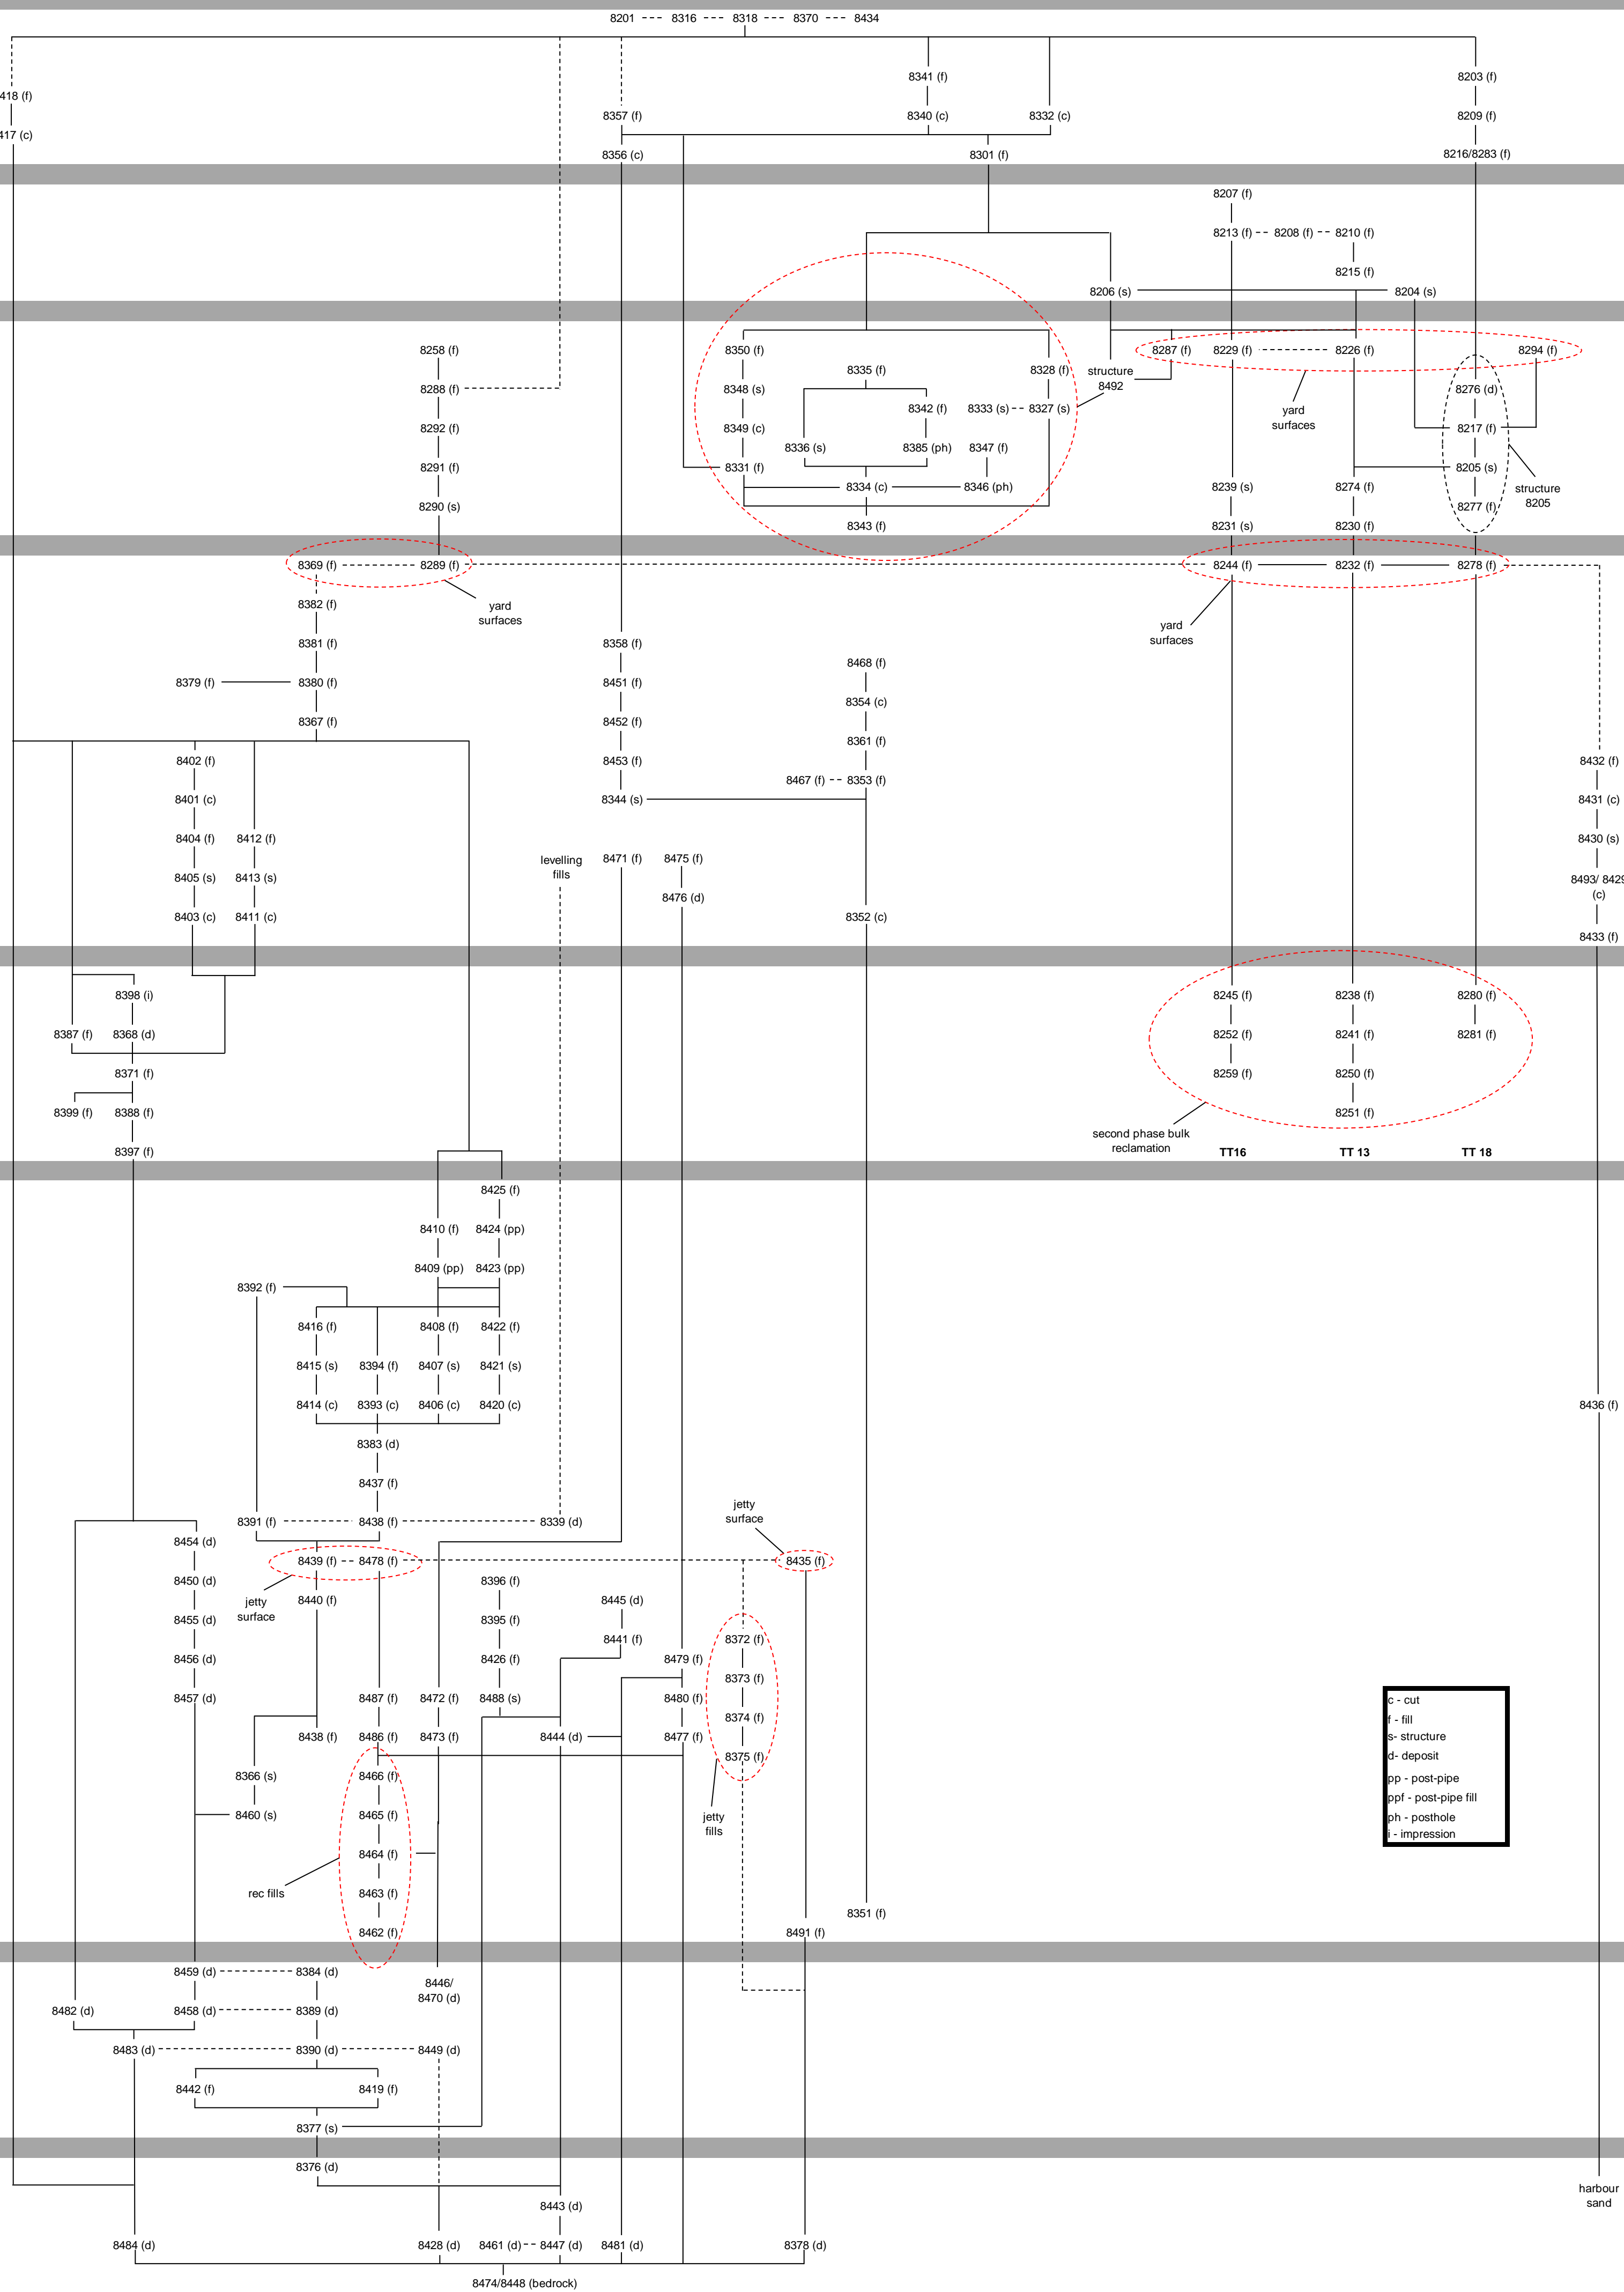 8201 --- 8316 --- 8318 --- 8370 --- 8434
8341 (f) 8203 (f)
418 (f)
8357 (f) 8340 (c) 8332 (c) 8209 (f)
417 (c)
8356 (c) 8301 (f) 8216/8283 (f)
8207 (f)
8213 (f) -- 8208 (f) -- 8210 (f)
8215 (f)
8206 (s) 8204 (s)
8258 (f) 8350 (f) 8287 (f) 8229 (f) 8226 (f) 8294 (f)
8335 (f) 8328 (f) structure
8492
8288 (f) 8348 (s) 8276 (d)
8342 (f) 8333 (s) -- 8327 (s) yard
surfaces
8292 (f) 8349 (c) 8217 (f)
8336 (s) 8385 (ph) 8347 (f)
8291 (f) 8331 (f) 8205 (s)
8334 (c) 8346 (ph) 8239 (s) 8274 (f) structure
8205
8290 (s) 8277 (f)
8343 (f) 8231 (s) 8230 (f)
8369 (f) 8289 (f) 8244 (f) 8232 (f) 8278 (f)
8382 (f) yard
surfaces
yard
surfaces
8381 (f) 8358 (f)
8468 (f)
8379 (f) 8380 (f) 8451 (f)
8354 (c)
8367 (f) 8452 (f)
8361 (f)
8402 (f) 8453 (f) 8432 (f)
8467 (f) -- 8353 (f)
8401 (c) 8344 (s) 8431 (c)
8404 (f) 8412 (f) 8430 (s)
levelling
fills
8471 (f) 8475 (f)
8405 (s) 8413 (s) 8493/ 8429
(c)
8476 (d)
8403 (c) 8411 (c) 8352 (c)
8433 (f)
8398 (i) 8245 (f) 8238 (f) 8280 (f)
8387 (f) 8368 (d) 8252 (f) 8241 (f) 8281 (f)
8371 (f) 8259 (f) 8250 (f)
8399 (f) 8388 (f) 8251 (f)
second phase bulk
reclamation
8397 (f) TT16 TT 13 TT 18
8425 (f)
8410 (f) 8424 (pp)
8409 (pp) 8423 (pp)
8392 (f)
8416 (f) 8408 (f) 8422 (f)
8415 (s) 8394 (f) 8407 (s) 8421 (s)
8414 (c) 8393 (c) 8406 (c) 8420 (c) 8436 (f)
8383 (d)
8437 (f)
jetty
surface
8391 (f) 8438 (f) 8339 (d)
8454 (d)
8439 (f) -- 8478 (f) 8435 (f)
8450 (d) 8396 (f)
jetty
surface
8440 (f) 8445 (d)
8455 (d) 8395 (f)
8441 (f) 8372 (f)
8456 (d) 8426 (f) 8479 (f)
8373 (f)
8457 (d) 8487 (f) 8472 (f) 8488 (s) 8480 (f)
c - cut
8374 (f)
f - fill
8438 (f) 8486 (f) 8473 (f) 8444 (d) 8477 (f)
s- structure
8375 (f)
d- deposit
8366 (s) 8466 (f)
pp - post-pipe
ppf - post-pipe fill
8460 (s) 8465 (f) jetty
fills
ph - posthole
i - impression
8464 (f)
rec fills 8463 (f)
8351 (f)
8462 (f) 8491 (f)
8459 (d) 8384 (d)
8446/
8470 (d)
8482 (d) 8458 (d) 8389 (d)
8483 (d) 8390 (d) 8449 (d)
8442 (f) 8419 (f)
8377 (s)
8376 (d)
harbour
sand
8443 (d)
8484 (d) 8428 (d) 8461 (d) -- 8447 (d) 8481 (d) 8378 (d)
8474/8448 (bedrock)